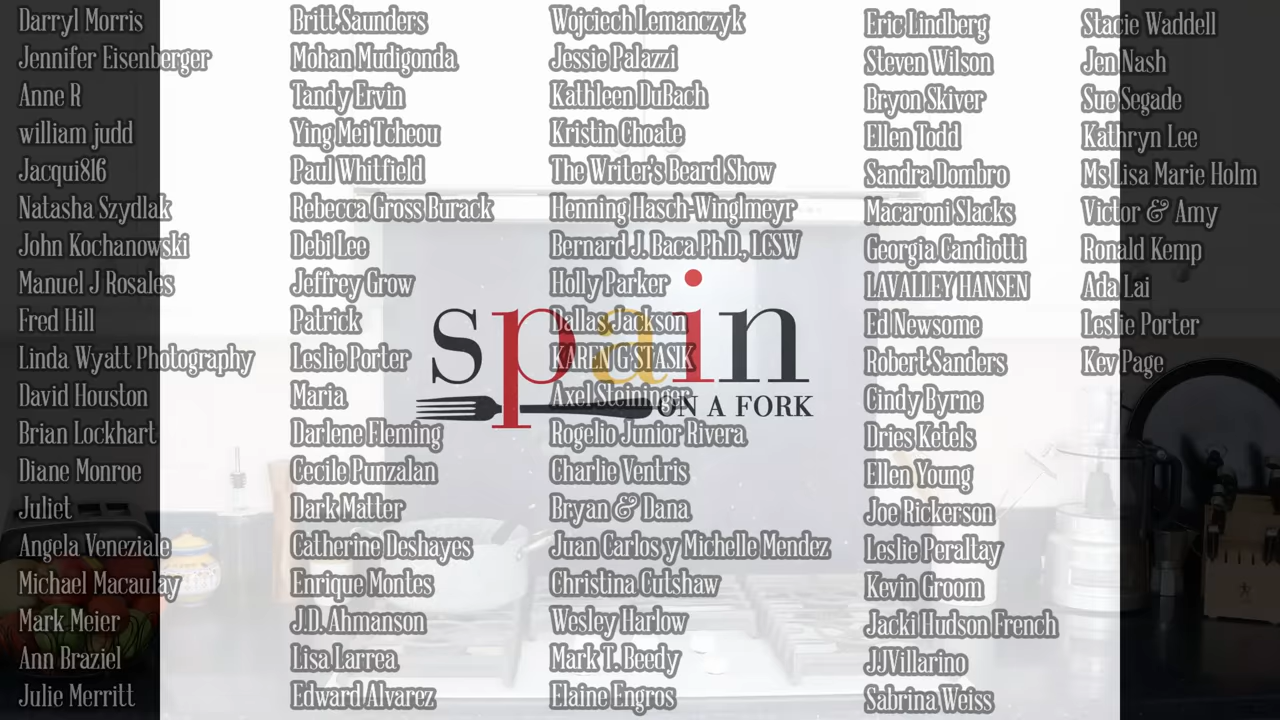 Darryl Morris
Jennifer Eisenberger
Anne R
william judd
Jacqui816
Natasha Szydlak
John Kochanowski
Manuel J Rosales
Fred Hill
Linda Wyatt Photography
David Houston
Brian Lockhart
Diane Monroe
Juliet
Angela Veneziale
Michael Macaulay
Mark Meier
Ann Braziel
Julie Merritt
Britt Saunders
Mohan Mudigonda
Tandy Ervin
Ying Mei Tcheou
Paul Whitfield
Rebecca Gross Burack
Debi Lee
Jeffrey Grow
Patrick
Leslie Porter
Maria
Darlene Fleming
Cecile Punzalan
Dark Matter
Catherine Deshayes
Enrique Montes
J.D. Ahmanson
Lisa Larrea
Edward Alvarez
Wojciech Lemanczyk
Jessie Palazzi
Kathleen DuBach
Kristin Choate
The Writer's Beard Show
Henning Hasch-Winglmeyr
Bernard J. Baca Ph.D., LCSW
Holly Parker
Dallas Jackson
KAREN G STASIK
Axel Steininger
Rogelio Junior Rivera
Charlie Ventris
Bryan & Dana
Juan Carlos y Michelle Mendez
Christina Cutshaw
Wesley Harlow
Mark T. Beedy
Elaine Engros
Eric Lindberg
Steven Wilson
Bryon Skiver
Ellen Todd
Sandra Dombro
Macaroni Slacks
Georgia Candiotti
LAVALLEY HANSEN
Ed Newsome
Robert Sanders
Cindy Byrne
Dries Ketels
Ellen Young
Joe Rickerson
Leslie Peraltay
Kevin Groom
Jacki Hudson French
JJVillarino
Sabrina Weiss
Stacie Waddell
Jen Nash
Sue Segade
Kathryn Lee
Ms Lisa Marie Holm
Victor & Amy
Ronald Kemp
Ada Lai
Leslie Porter
Kev Page
spain
ON A FORK